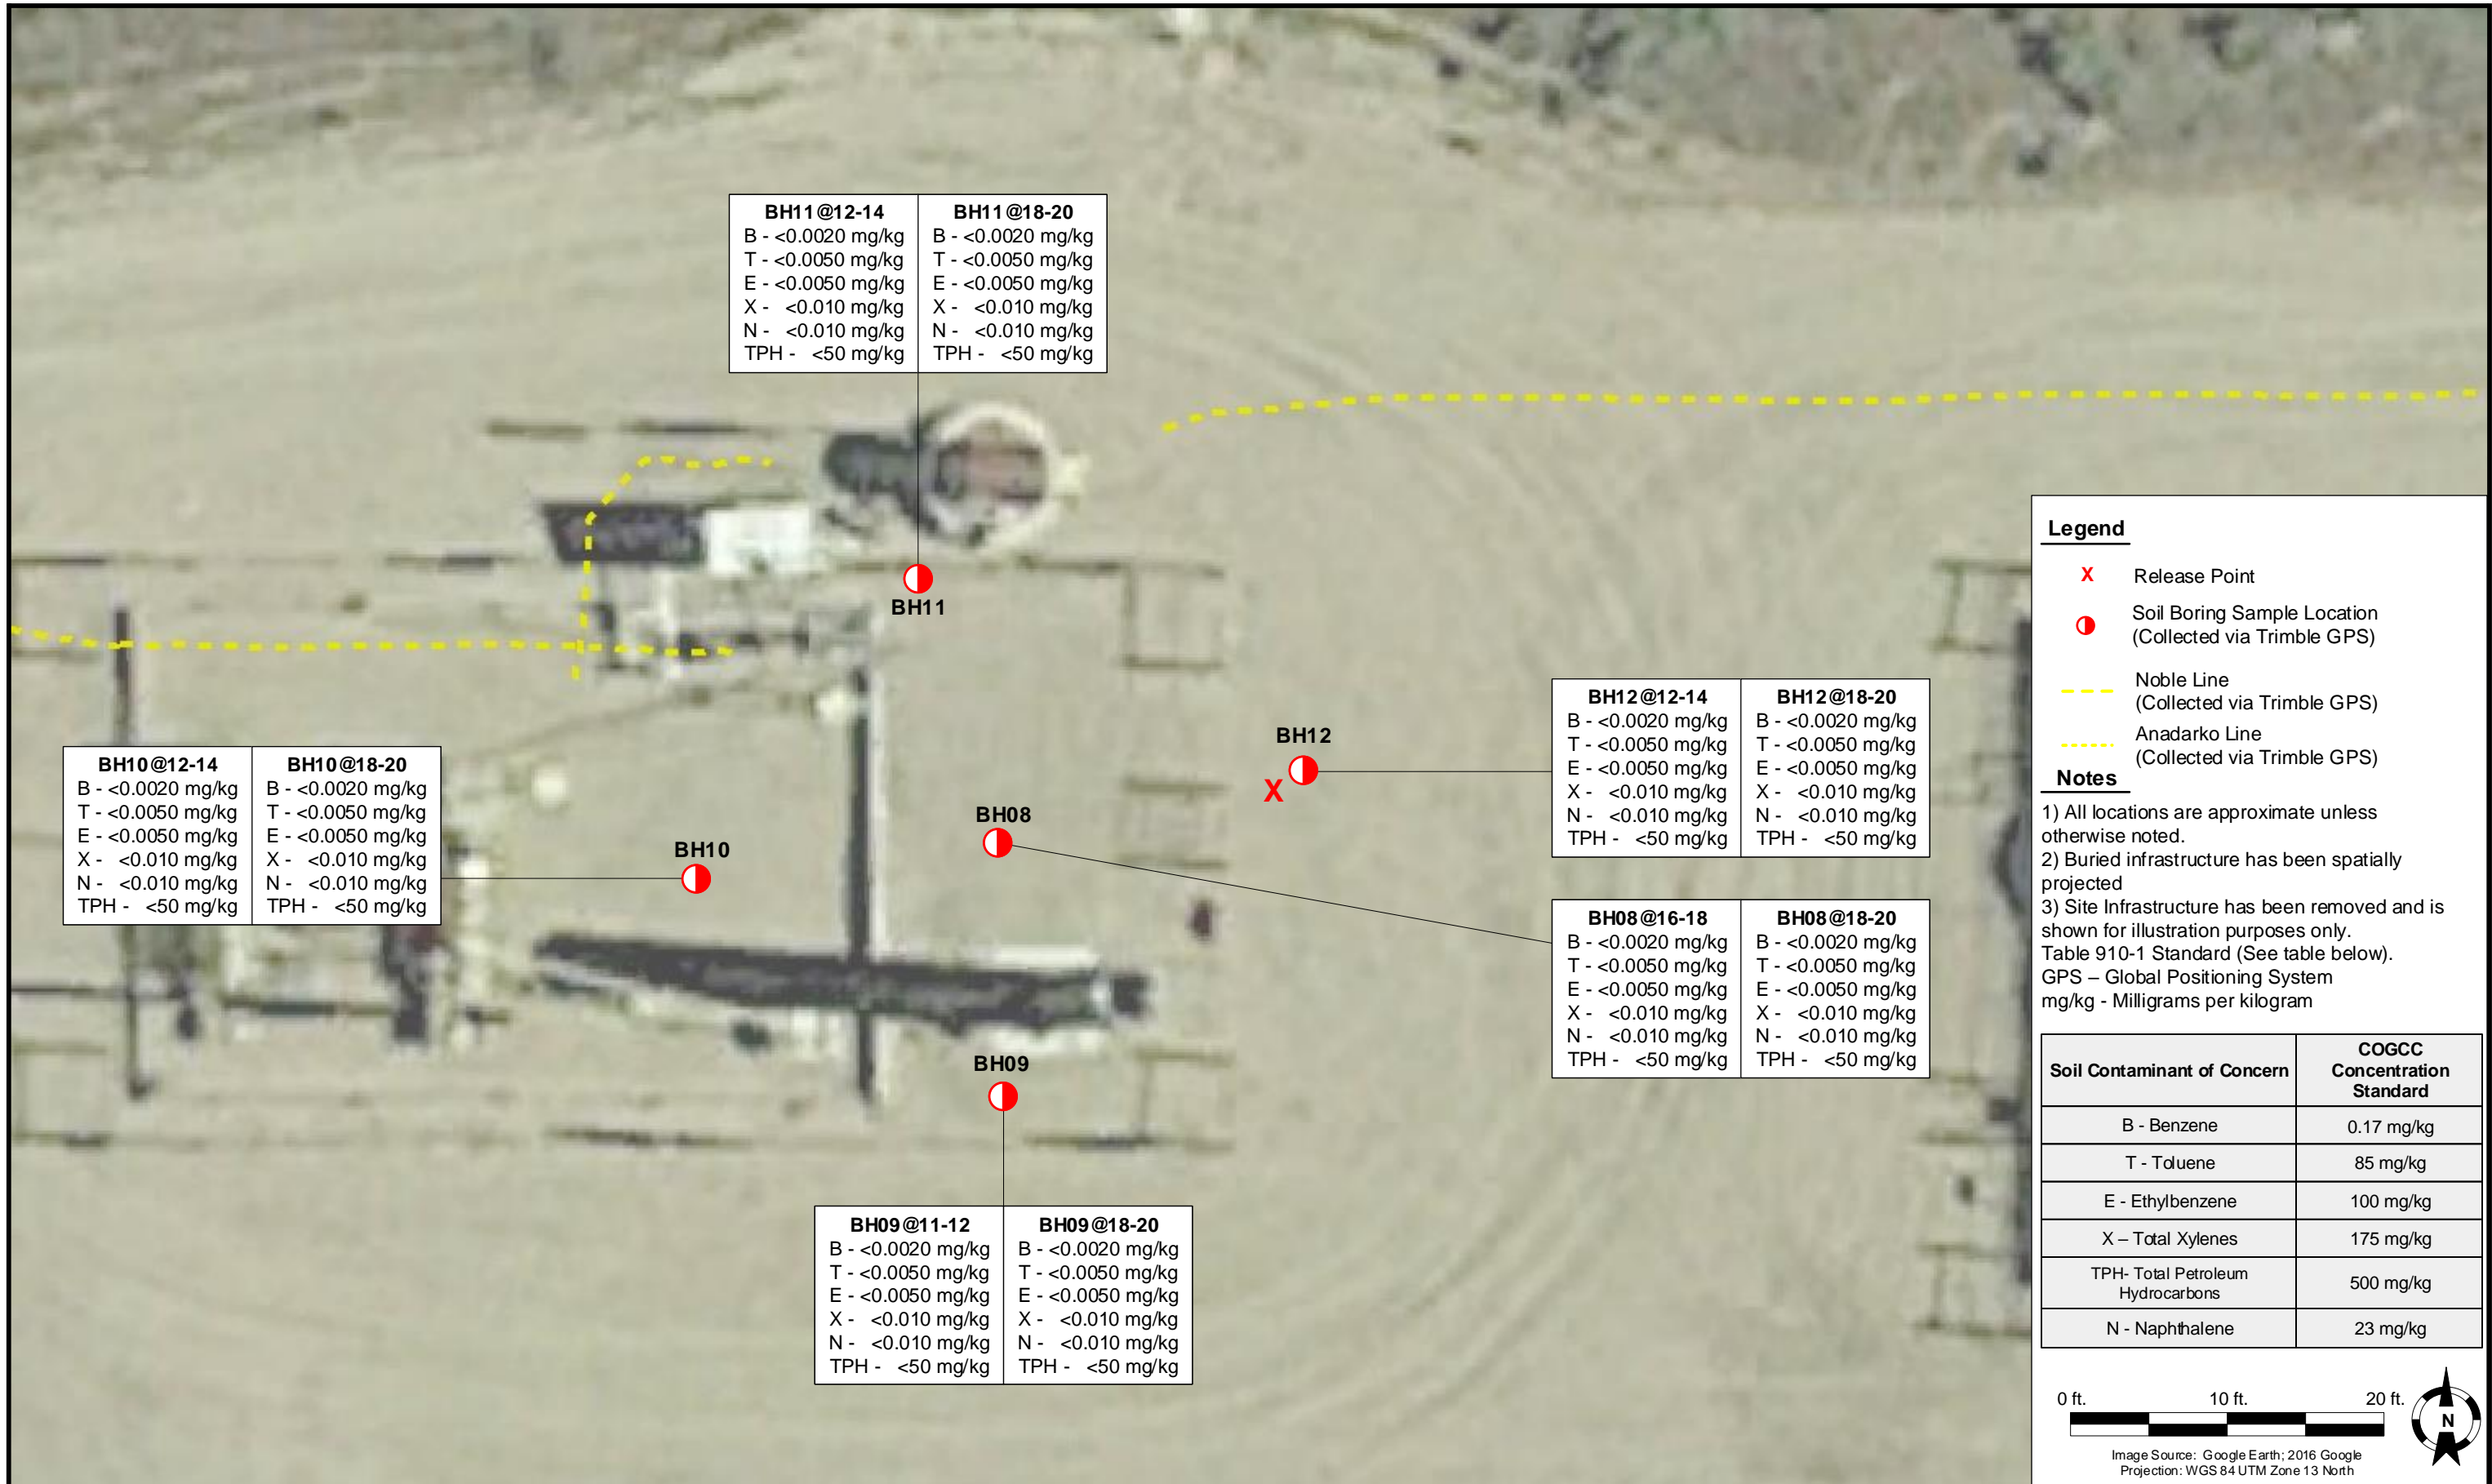 BH11@12-14
B - <0.0020 mg/kg
T - <0.0050 mg/kg
E - <0.0050 mg/kg
X - <0.010 mg/kg
N - <0.010 mg/kg
TPH - <50 mg/kg
BH11@18-20
B - <0.0020 mg/kg
T - <0.0050 mg/kg
E - <0.0050 mg/kg
X - <0.010 mg/kg
N - <0.010 mg/kg
TPH - <50 mg/kg
BH11
BH12@12-14
B - <0.0020 mg/kg
T - <0.0050 mg/kg
E - <0.0050 mg/kg
X - <0.010 mg/kg
N - <0.010 mg/kg
TPH - <50 mg/kg
BH12@18-20
B - <0.0020 mg/kg
T - <0.0050 mg/kg
E - <0.0050 mg/kg
X - <0.010 mg/kg
N - <0.010 mg/kg
TPH - <50 mg/kg
BH12
X
BH10@12-14
B - <0.0020 mg/kg
T - <0.0050 mg/kg
E - <0.0050 mg/kg
X - <0.010 mg/kg
N - <0.010 mg/kg
TPH - <50 mg/kg
BH10@18-20
B - <0.0020 mg/kg
T - <0.0050 mg/kg
E - <0.0050 mg/kg
X - <0.010 mg/kg
N - <0.010 mg/kg
TPH - <50 mg/kg
BH10
BH08
BH08@16-18
B - <0.0020 mg/kg
T - <0.0050 mg/kg
E - <0.0050 mg/kg
X - <0.010 mg/kg
N - <0.010 mg/kg
TPH - <50 mg/kg
BH08@18-20
B - <0.0020 mg/kg
T - <0.0050 mg/kg
E - <0.0050 mg/kg
X - <0.010 mg/kg
N - <0.010 mg/kg
TPH - <50 mg/kg
BH09
BH09@11-12
B - <0.0020 mg/kg
T - <0.0050 mg/kg
E - <0.0050 mg/kg
X - <0.010 mg/kg
N - <0.010 mg/kg
TPH - <50 mg/kg
BH09@18-20
B - <0.0020 mg/kg
T - <0.0050 mg/kg
E - <0.0050 mg/kg
X - <0.010 mg/kg
N - <0.010 mg/kg
TPH - <50 mg/kg
Legend
X Release Point
Soil Boring Sample Location
(Collected via Trimble GPS)
Noble Line
(Collected via Trimble GPS)
Anadarko Line
(Collected via Trimble GPS)
Notes
1) All locations are approximate unless
otherwise noted.
2) Buried infrastructure has been spatially
projected
3) Site Infrastructure has been removed and is
shown for illustration purposes only.
Table 910-1 Standard (See table below).
GPS – Global Positioning System
mg/kg - Milligrams per kilogram
Soil Contaminant of Concern
COGCC
Concentration
Standard
B - Benzene 0.17 mg/kg
T - Toluene 85 mg/kg
E - Ethylbenzene 100 mg/kg
X – Total Xylenes 175 mg/kg
TPH- Total Petroleum
Hydrocarbons 500 mg/kg
N - Naphthalene 23 mg/kg
0 ft. 10 ft. 20 ft.
N
Image Source: Google Earth; 2016 Google
Projection: WGS 84 UTM Zone 13 North